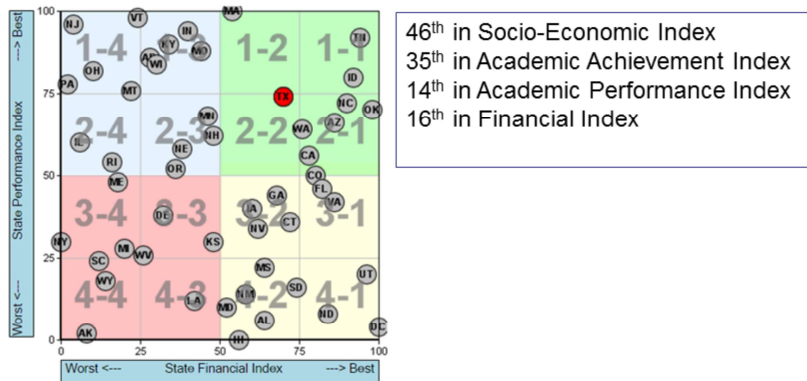 State Performance Index
Worst <---
---> Best
100
75
50
25
0
MA
VT
NJ
IN
TN
1-4 1-3 1-2 1-1
KY
MO
WI
OH
ID
PA
MT
TX
NC
OK
MN
AZ
2-4 2-3 2-2 2-1
WA
NH
IL
NE
CA
RI
OR
CO
ME
FL
GA
VA
IA
3-4 3-3 3-2 3-1
DE
CT
NV
NY
KS
MI
WV
SC
MS
UT
WY
SD
4-4 4-3 1-2 4-1
NM
LA
MD
ND
AL
DC
AK
HI
0 25 50 75 100
Worst <--- State Financial Index ---> Best
46th in Socio-Economic Index
35th in Academic Achievement Index
14th in Academic Performance Index
16th in Financial Index